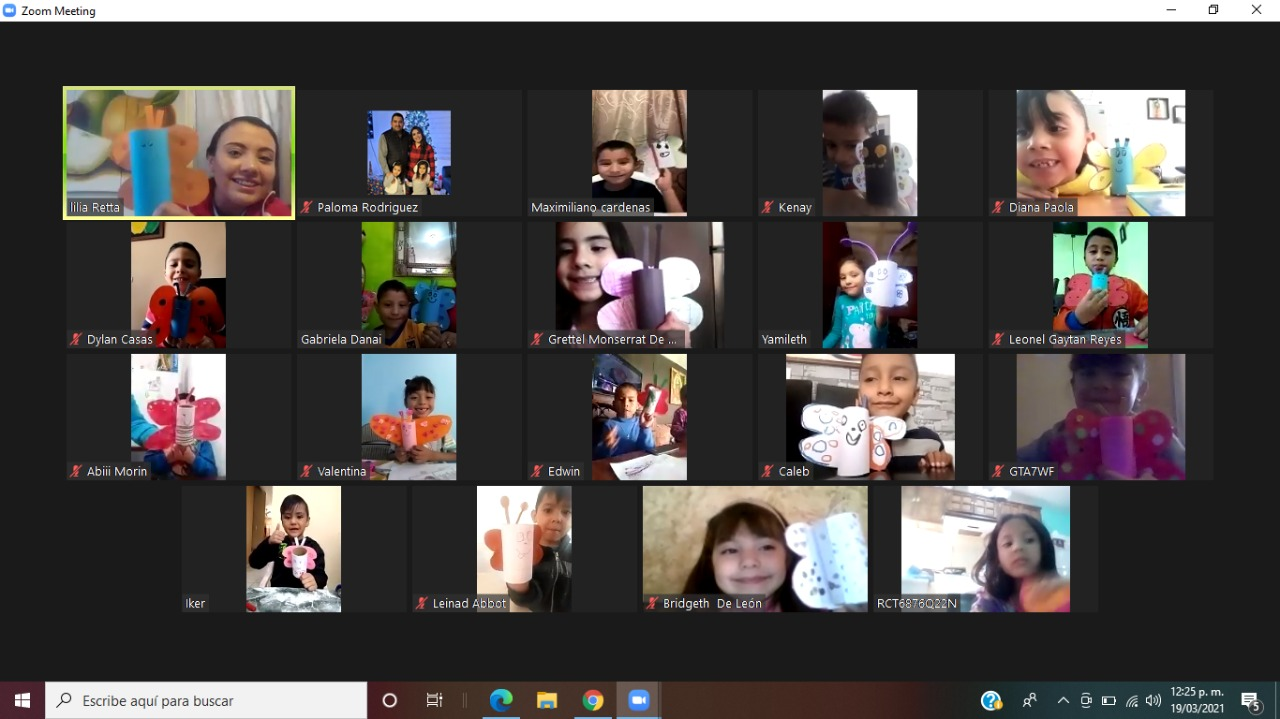 Zoom Meeting
lilia Retta
Paloma Rodriguez
Maximiliano cardenas
Kenay
Diana Paola
Dylan Casas
Gabriela Danai
Grettel Monserrat De ...
Yamileth
Leonel Gaytan Reyes
Abiii Morin
Valentina
Edwin
Caleb
GTA7WF
Iker
Leinad Abbot
Bridgeth De León
RCT6876Q22N
Escribe aquí para buscar
12:25 p. m.
19/03/2021
5